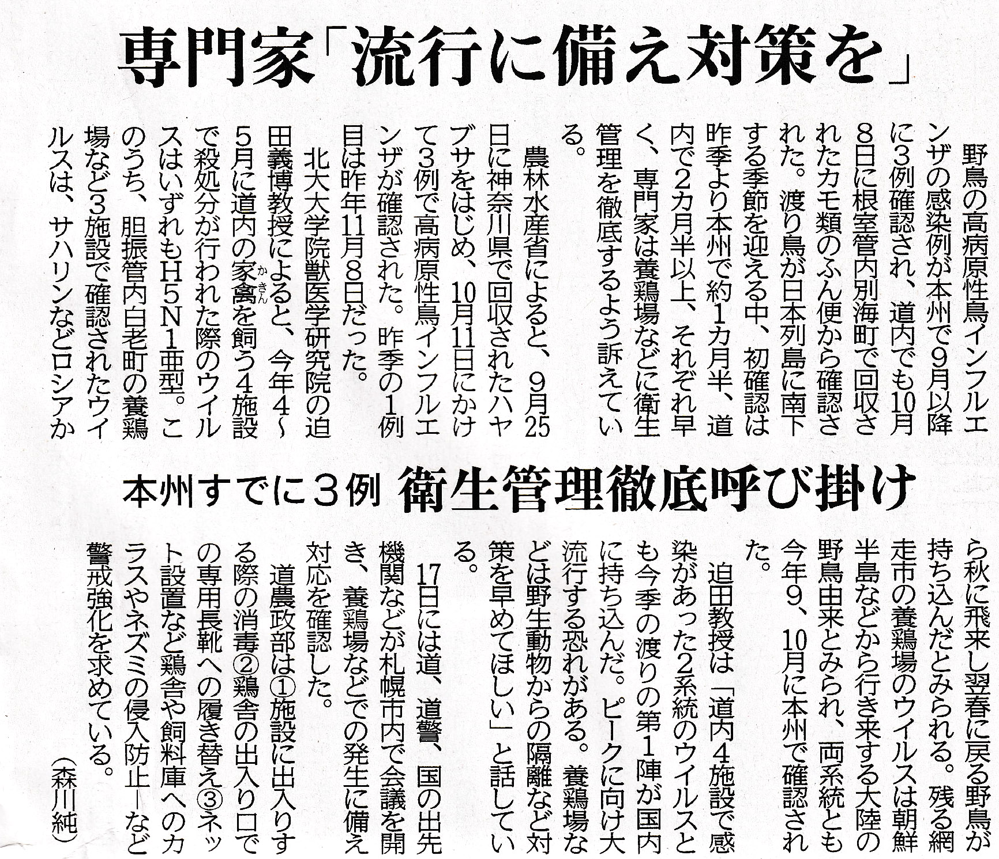 専門家「流行に備え対策を」
野鳥の高病原性鳥インフルエ
ンザの感染例が本州で9月以降
に3例確認され、道内でも10月
8日に根室管内別海町で回収さ
れたカモ類のふん便から確認さ
れた。渡り鳥が日本列島に南下
する季節を迎える中、初確認は
昨季より本州で約1カ月半、道
内で2カ月半以上、それぞれ早
く、専門家は養鶏場などに衛生
管理を徹底するよう訴えてい
る。
農林水産省によると、9月25
日に神奈川県で回収されたハヤ
ブサをはじめ、10月11日にかけ
て3例で高病原性鳥インフルエ
ンザが確認された。昨季の1例
目は昨年11月8日だった。
北大大学院獣医学研究院の迫
田義博教授によると、今年4～
5月に道内の家禽を飼う4施設
かきん
で殺処分が行われた際のウイル
スはいずれもH5N1亜型。こ
のうち、胆振管内白老町の養鶏
場など3施設で確認されたウイ
ルスは、サハリンなどロシアか
本州すでに3例 衛生管理徹底呼び掛け
ら秋に飛来し翌春に戻る野鳥が
持ち込んだとみられる。残る網
走市の養鶏場のウイルスは朝鮮
半島などから行き来する大陸の
野鳥由来とみられ、両系統とも
今年9、10月に本州で確認され
た。
迫田教授は「道内4施設で感
染があった2系統のウイルスと
も今季の渡りの第1陣が国内
に持ち込んだ。ピークに向け大
流行する恐れがある。養鶏場な
どは野生動物からの隔離など対
策を早めてほしい」と話してい
る。
17日には道、道警、国の出先
機関などが札幌市内で会議を開
き、養鶏場などでの発生に備え
対応を確認した。
道農政部は①施設に出入りす
る際の消毒②鶏舎の出入り口で
の専用長靴への履き替え③ネッ
ト設置など鶏舎や飼料庫へのカ
ラスやネズミの侵入防止―など
警戒強化を求めている。
（森川純）